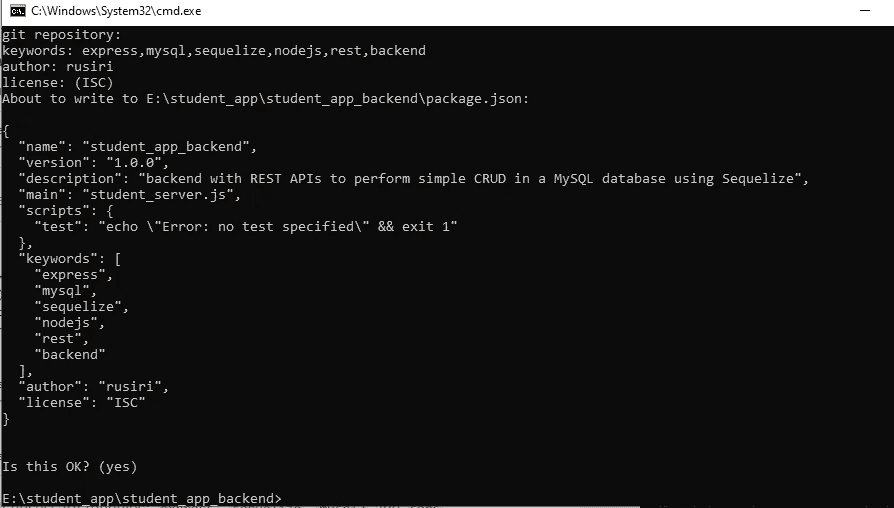 C:\Windows\System32\cmd.exe
git repository:
keywords: express,mysql,sequelize,nodejs,rest,backend
author: rusiri
license: (ISC)
About to write to E:\student_app\student_app_backend\package.json:
{
  "name": "student_app_backend",
  "version": "1.0.0",
  "description": "backend with REST APIs to perform simple CRUD in a MySQL database using Sequelize",
  "main": "student_server.js",
  "scripts": {
    "test": "echo \"Error: no test specified\" && exit 1"
  },
  "keywords": [
    "express",
    "mysql",
    "sequelize",
    "nodejs",
    "rest",
    "backend"
  ],
  "author": "rusiri",
  "license": "ISC"
}
Is this OK? (yes)
E:\student_app\student_app_backend>